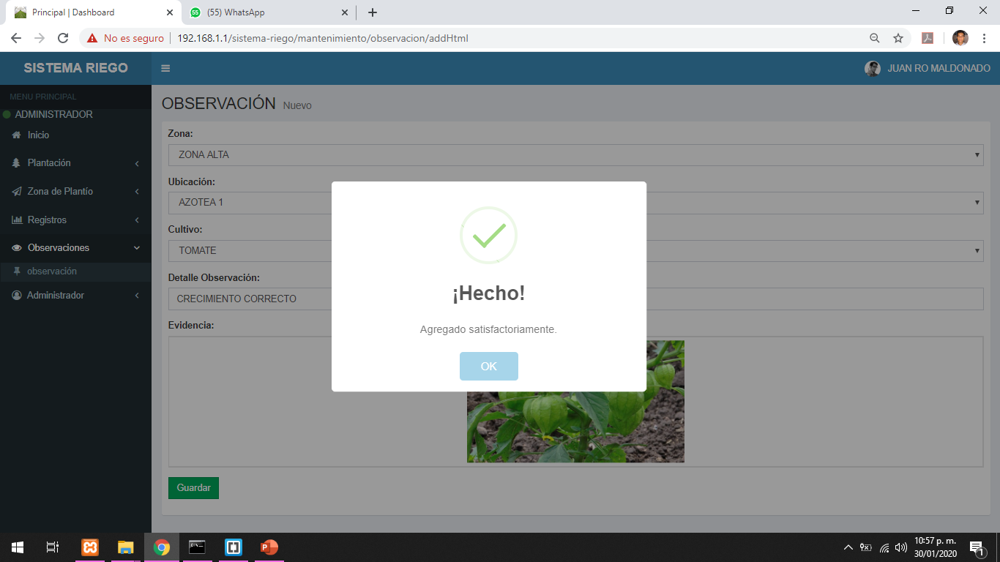 Principal | Dashboard
(55) WhatsApp
No es seguro
192.168.1.1/sistema-riego/mantenimiento/observacion/addHtml
SISTEMA RIEGO
JUAN RO MALDONADO
MENU PRINCIPAL
ADMINISTRADOR
Inicio
Plantación
Zona de Plantío
Registros
Observaciones
observación
Administrador
OBSERVACIÓN Nuevo
Zona:
ZONA ALTA
Ubicación:
AZOTEA 1
Cultivo:
TOMATE
Detalle Observación:
CRECIMIENTO CORRECTO
Evidencia:
¡Hecho!
Agregado satisfactoriamente.
OK
Guardar
10:57 p. m.
30/01/2020
1